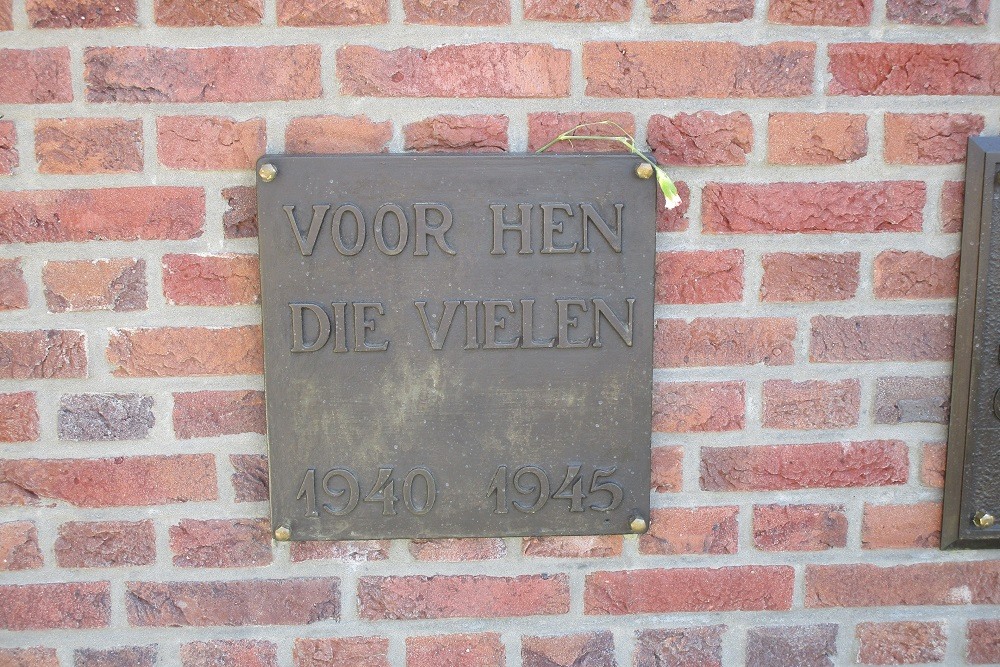 VOOR HEN
DIE VIELEN
1940 1945